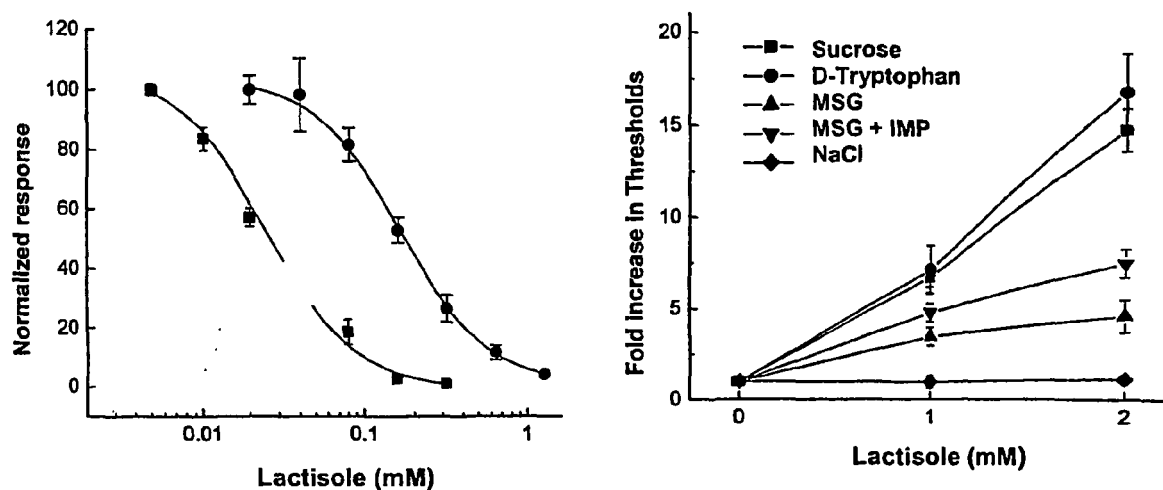 120
100
80
60
40
20
0
Normalized response
0.01
0.1
1
Lactisole (mM)
20
15
10
5
0
Fold Increase in Thresholds
Sucrose
D-Tryptophan
MSG
MSG + IMP
NaCl
0
1
2
Lactisole (mM)